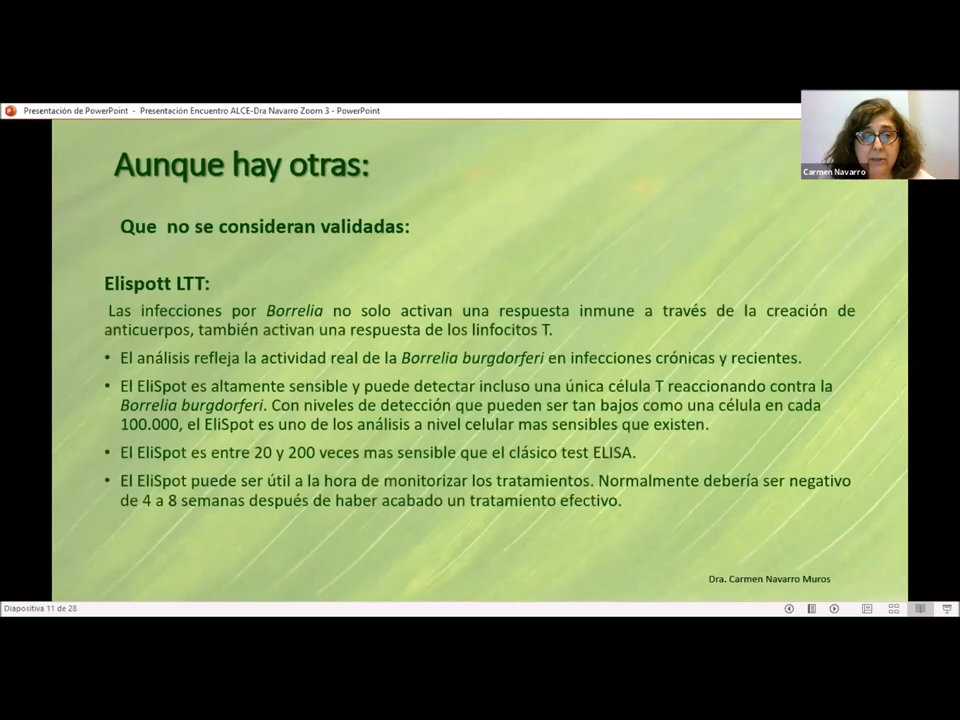 Presentación de PowerPoint - Presentación Encuentro ALCE-Dra Navarro Zoom 3 - PowerPoint
Carmen Navarro
Aunque hay otras:
Que no se consideran validadas:
Elispott LTT:
Las infecciones por Borrelia no solo activan una respuesta inmune a través de la creación de
anticuerpos, también activan una respuesta de los linfocitos T.
• El análisis refleja la actividad real de la Borrelia burgdorferi en infecciones crónicas y recientes.
• El EliSpot es altamente sensible y puede detectar incluso una única célula T reaccionando contra la
Borrelia burgdorferi. Con niveles de detección que pueden ser tan bajos como una célula en cada
100.000, el EliSpot es uno de los análisis a nivel celular mas sensibles que existen.
• El EliSpot es entre 20 y 200 veces mas sensible que el clásico test ELISA.
• El EliSpot puede ser útil a la hora de monitorizar los tratamientos. Normalmente debería ser negativo
de 4 a 8 semanas después de haber acabado un tratamiento efectivo.
Dra. Carmen Navarro Muros
Diapositiva 11 de 28